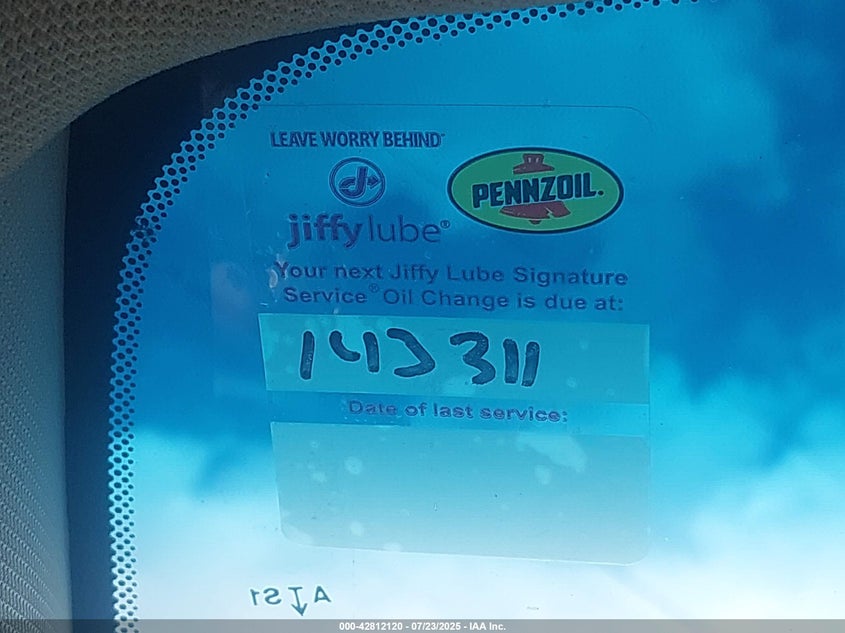 LEAVE WORRY BEHIND™
jiffy lube®
PENNZOIL.
Your next Jiffy Lube Signature
Service® Oil Change is due at:
143311
Date of last service:
AS1
000-42812120 - 07/23/2025 - IAA Inc.